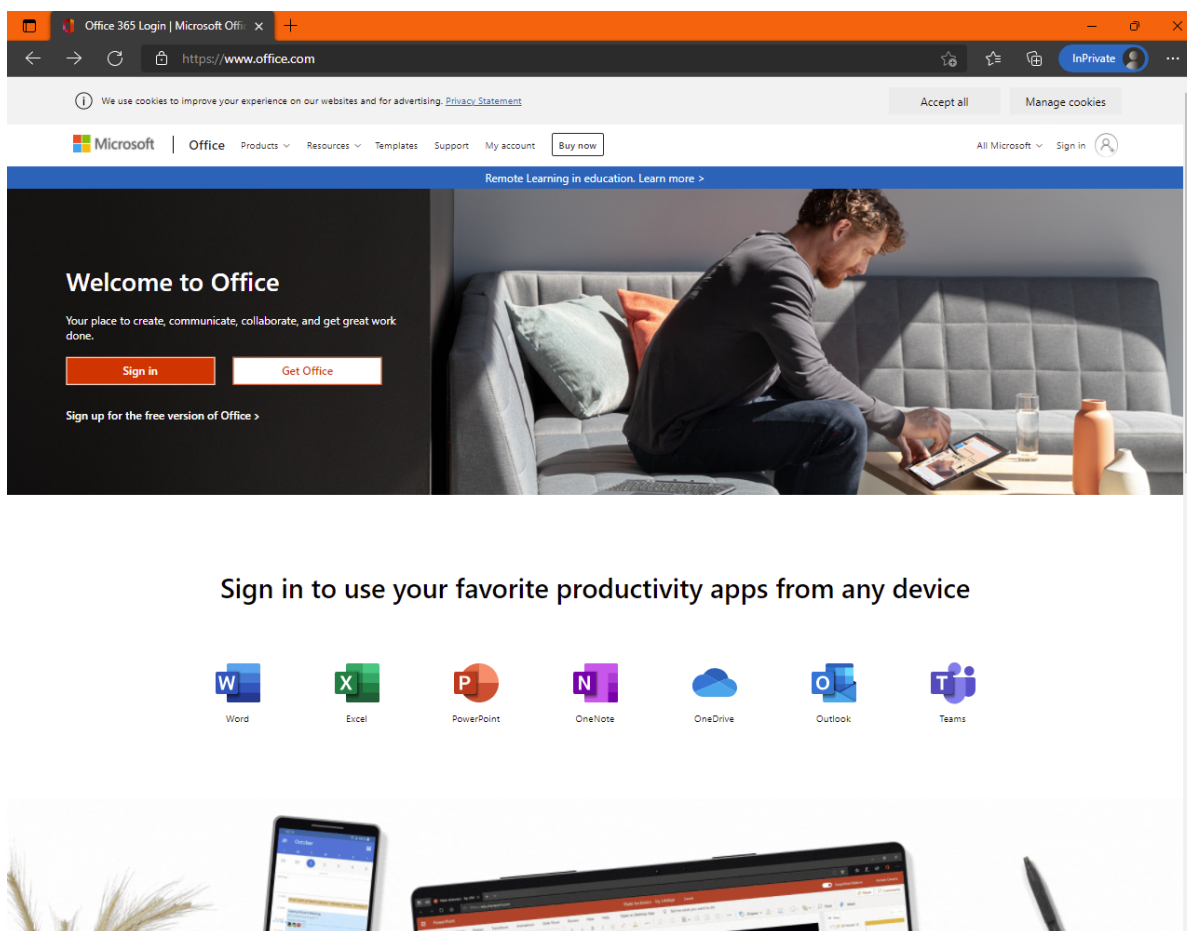 Office 365 Login | Microsoft Offic
https://www.office.com
InPrivate
We use cookies to improve your experience on our websites and for advertising. Privacy Statement
Accept all
Manage cookies
Microsoft
Office
Products
Resources
Templates
Support
My account
Buy now
All Microsoft
Sign in
Remote Learning in education. Learn more >
Welcome to Office
Your place to create, communicate, collaborate, and get great work
done.
Sign in
Get Office
Sign up for the free version of Office >
Sign in to use your favorite productivity apps from any device
W
X
P
N
O
T
Word
Excel
PowerPoint
OneNote
OneDrive
Outlook
Teams
October
PowerPoint